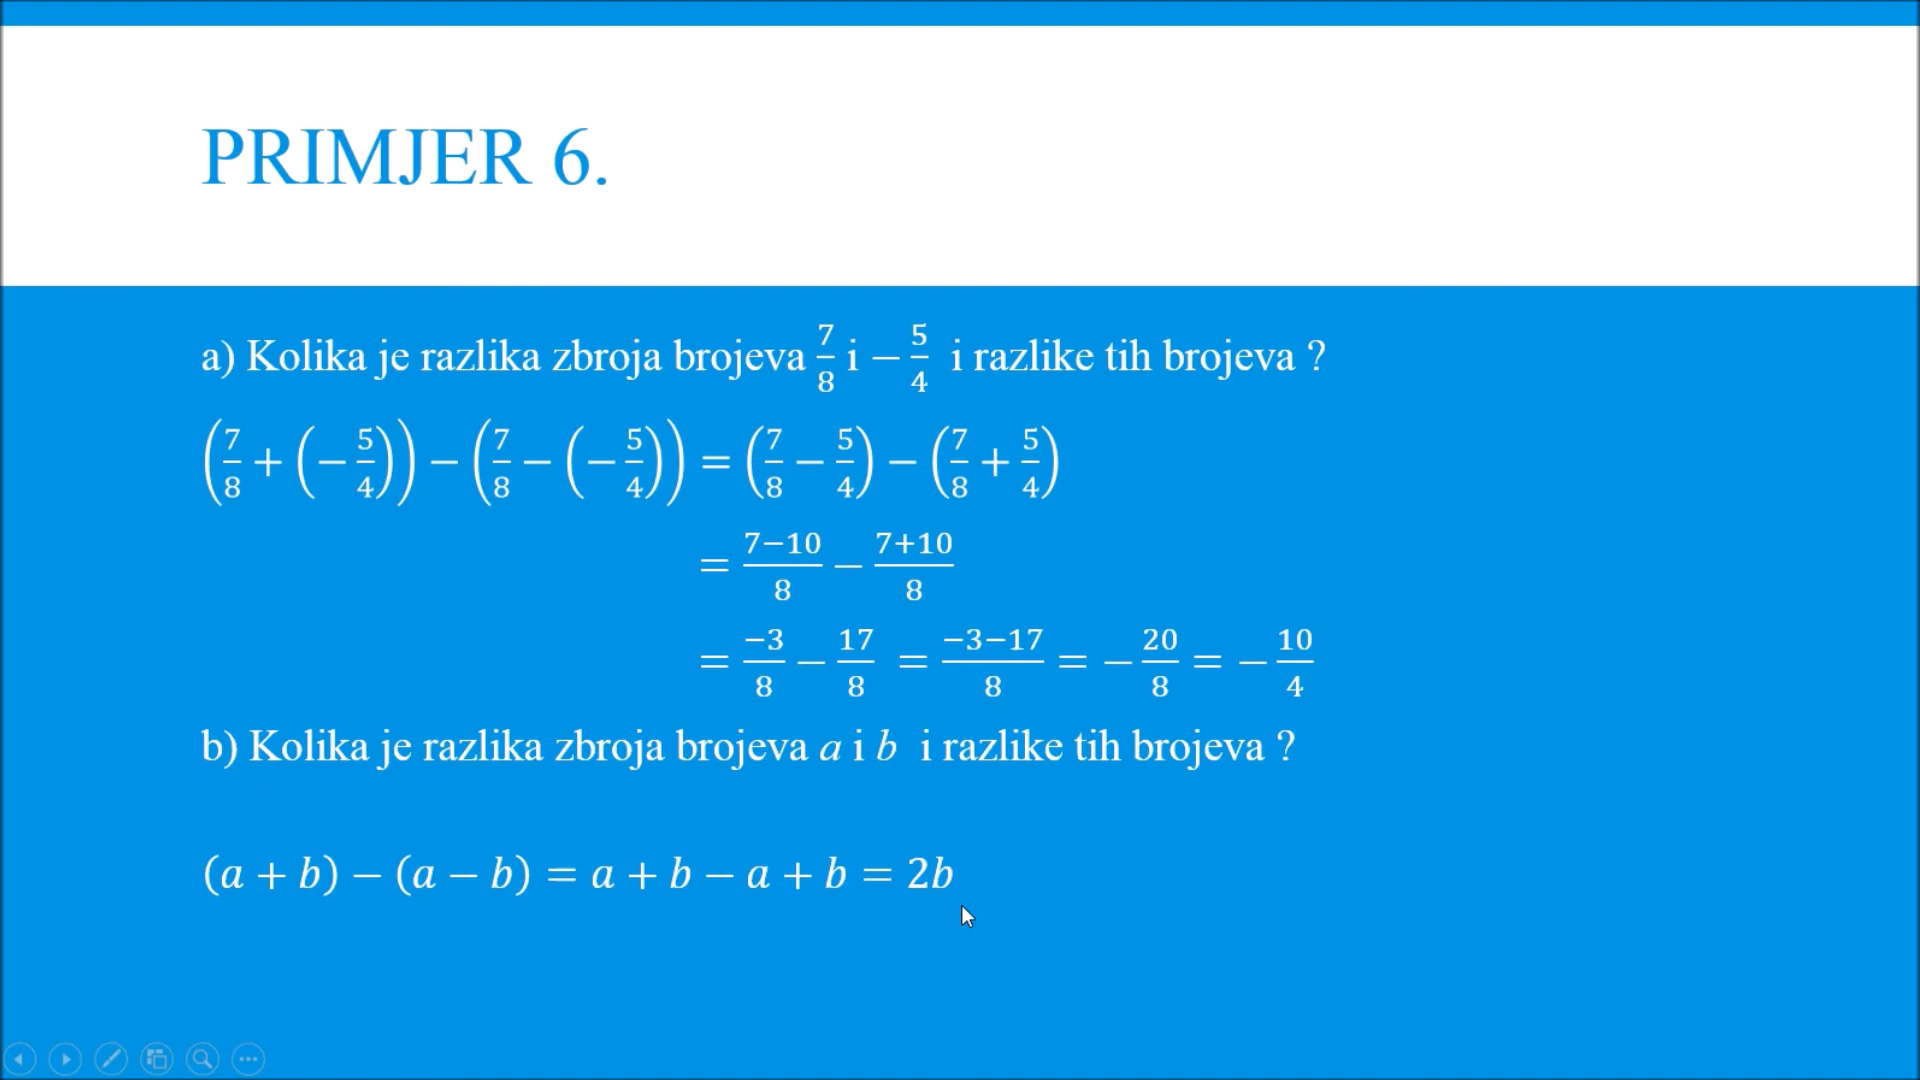 PRIMJER 6.
a) Kolika je razlika zbroja brojeva 7/8 i − 5/4 i razlike tih brojeva ?
(7/8 + (− 5/4)) − (7/8 − (− 5/4)) = (7/8 − 5/4) − (7/8 + 5/4)
= (7−10)/8 − (7+10)/8
= −3/8 − 17/8 = (−3−17)/8 = − 20/8 = − 10/4
b) Kolika je razlika zbroja brojeva a i b i razlike tih brojeva ?
(a + b) − (a − b) = a + b − a + b = 2b